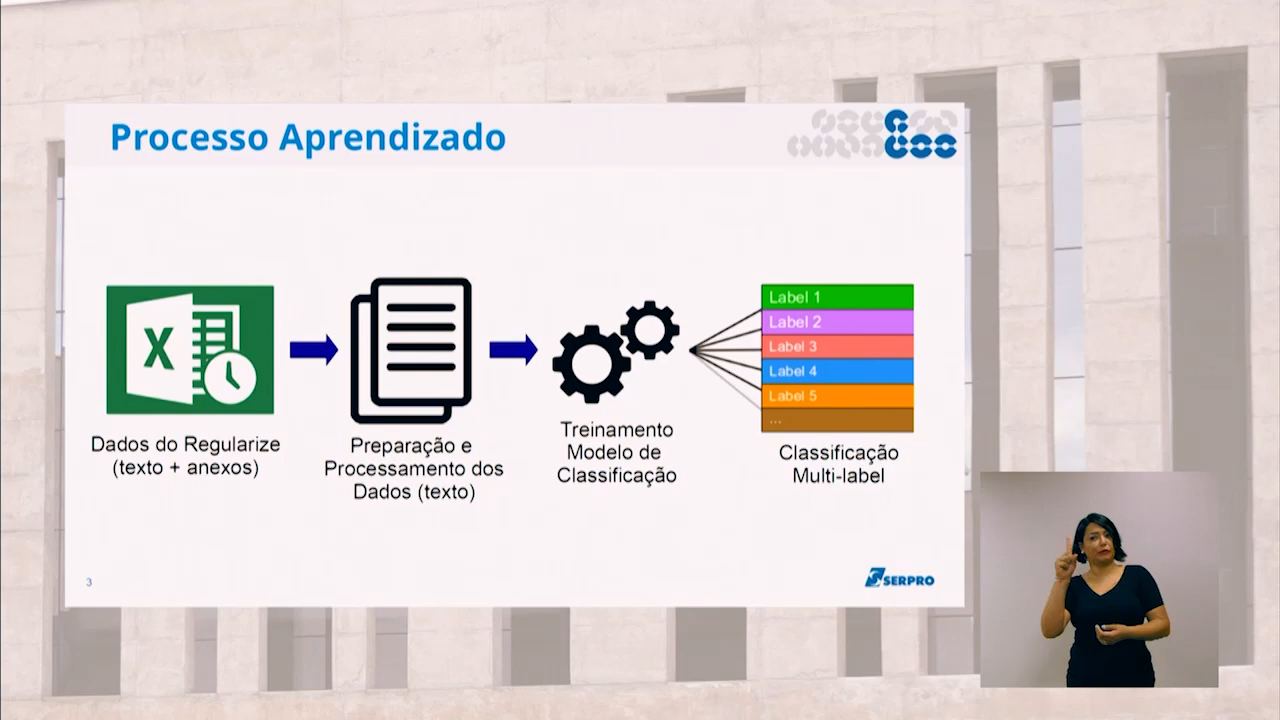 Processo Aprendizado
X
Dados do Regularize
(texto + anexos)
Preparação e
Processamento dos
Dados (texto)
Treinamento
Modelo de
Classificação
Label 1
Label 2
Label 3
Label 4
Label 5
...
Classificação
Multi-label
3
SERPRO